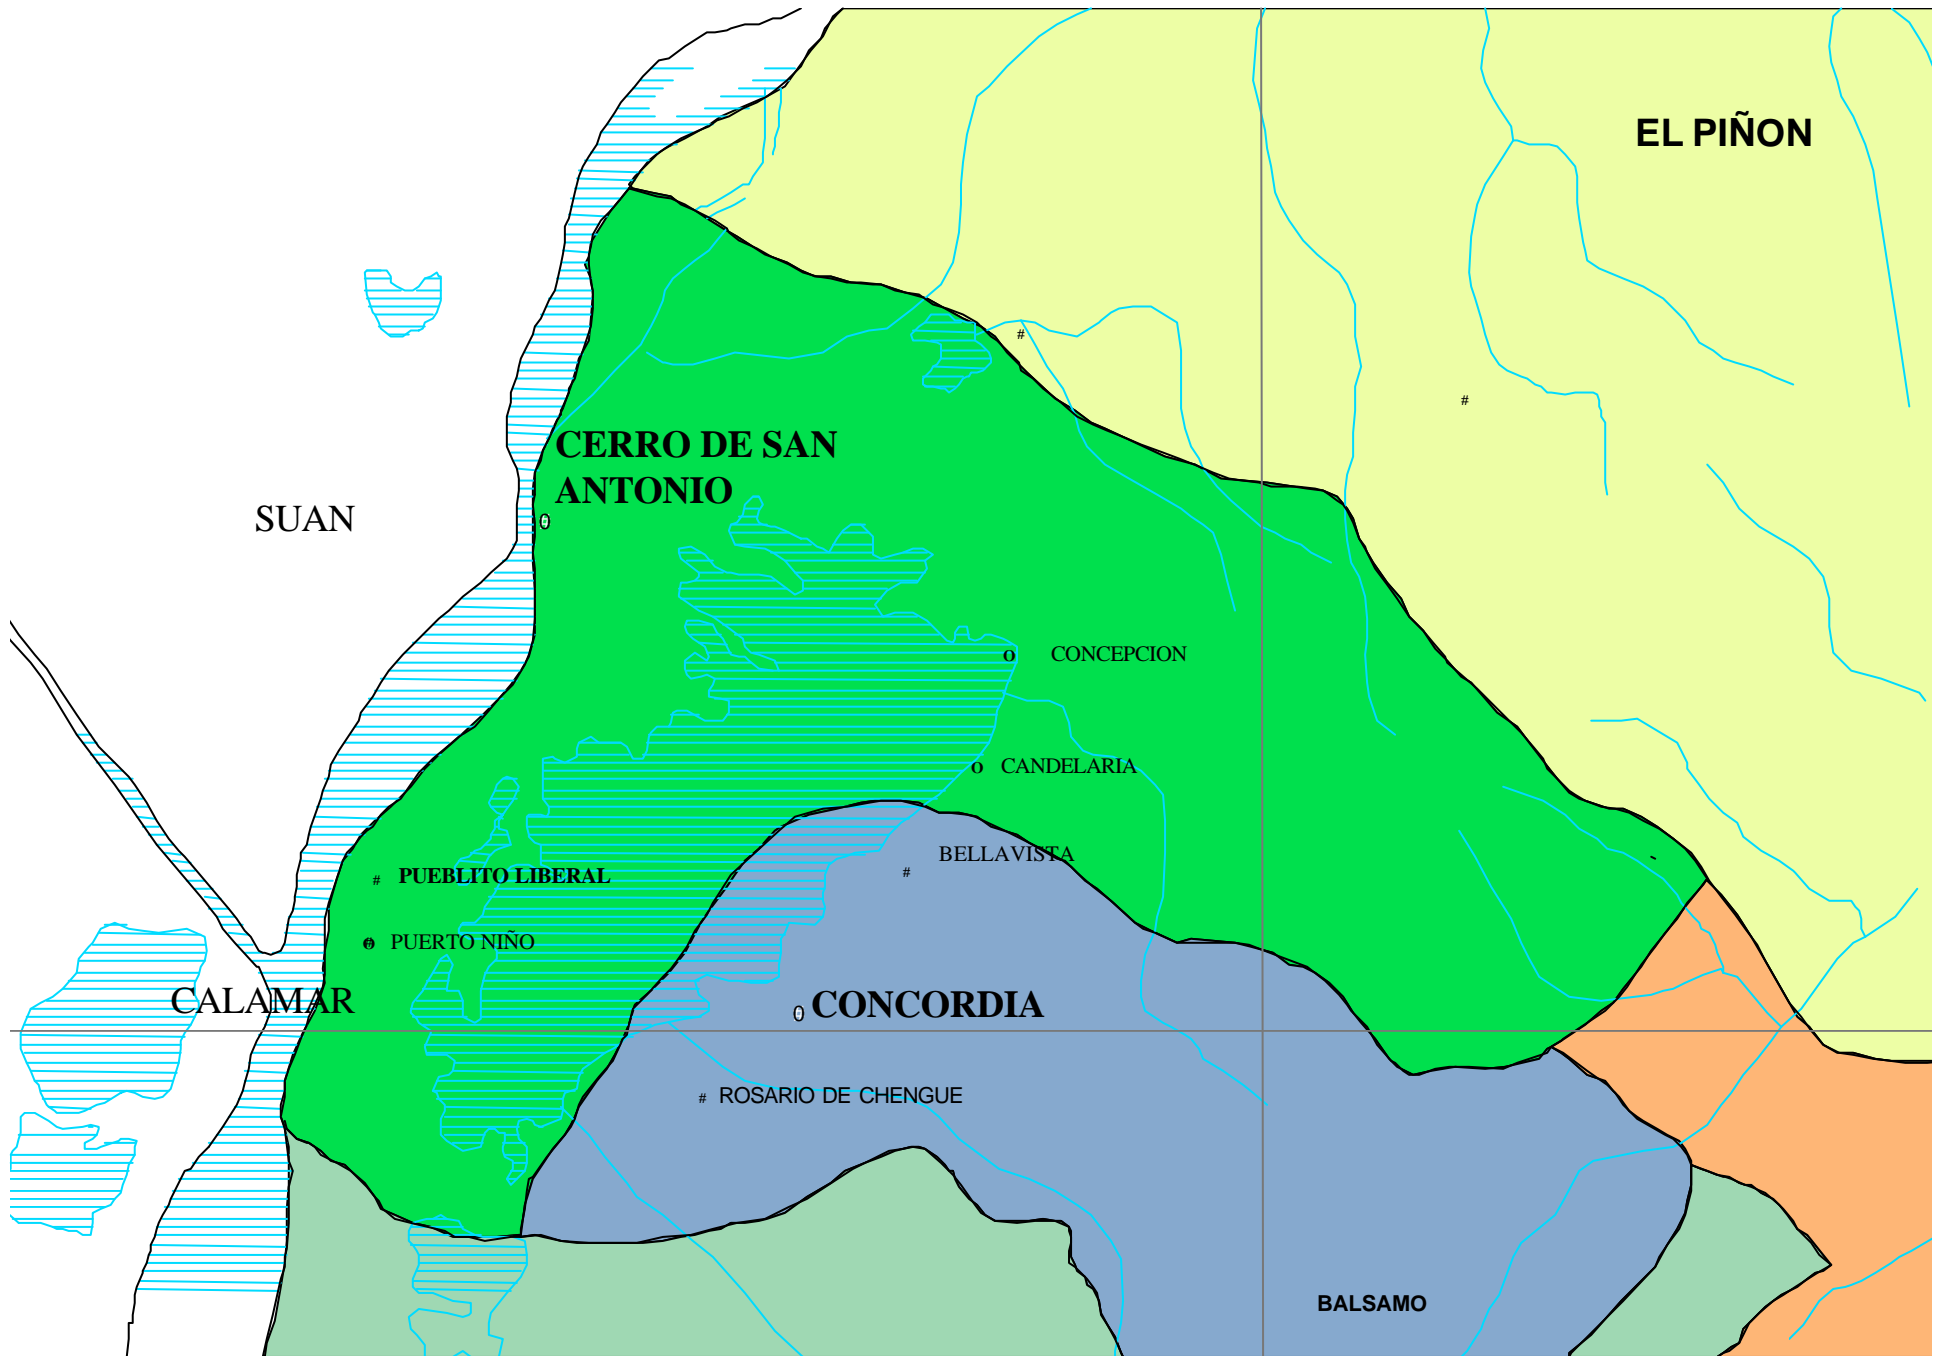 EL PIÑON
CERRO DE SAN
ANTONIO
SUAN
CONCEPCION
CANDELARIA
BELLAVISTA
PUEBLITO LIBERAL
PUERTO NIÑO
CALAMAR
CONCORDIA
ROSARIO DE CHENGUE
BALSAMO